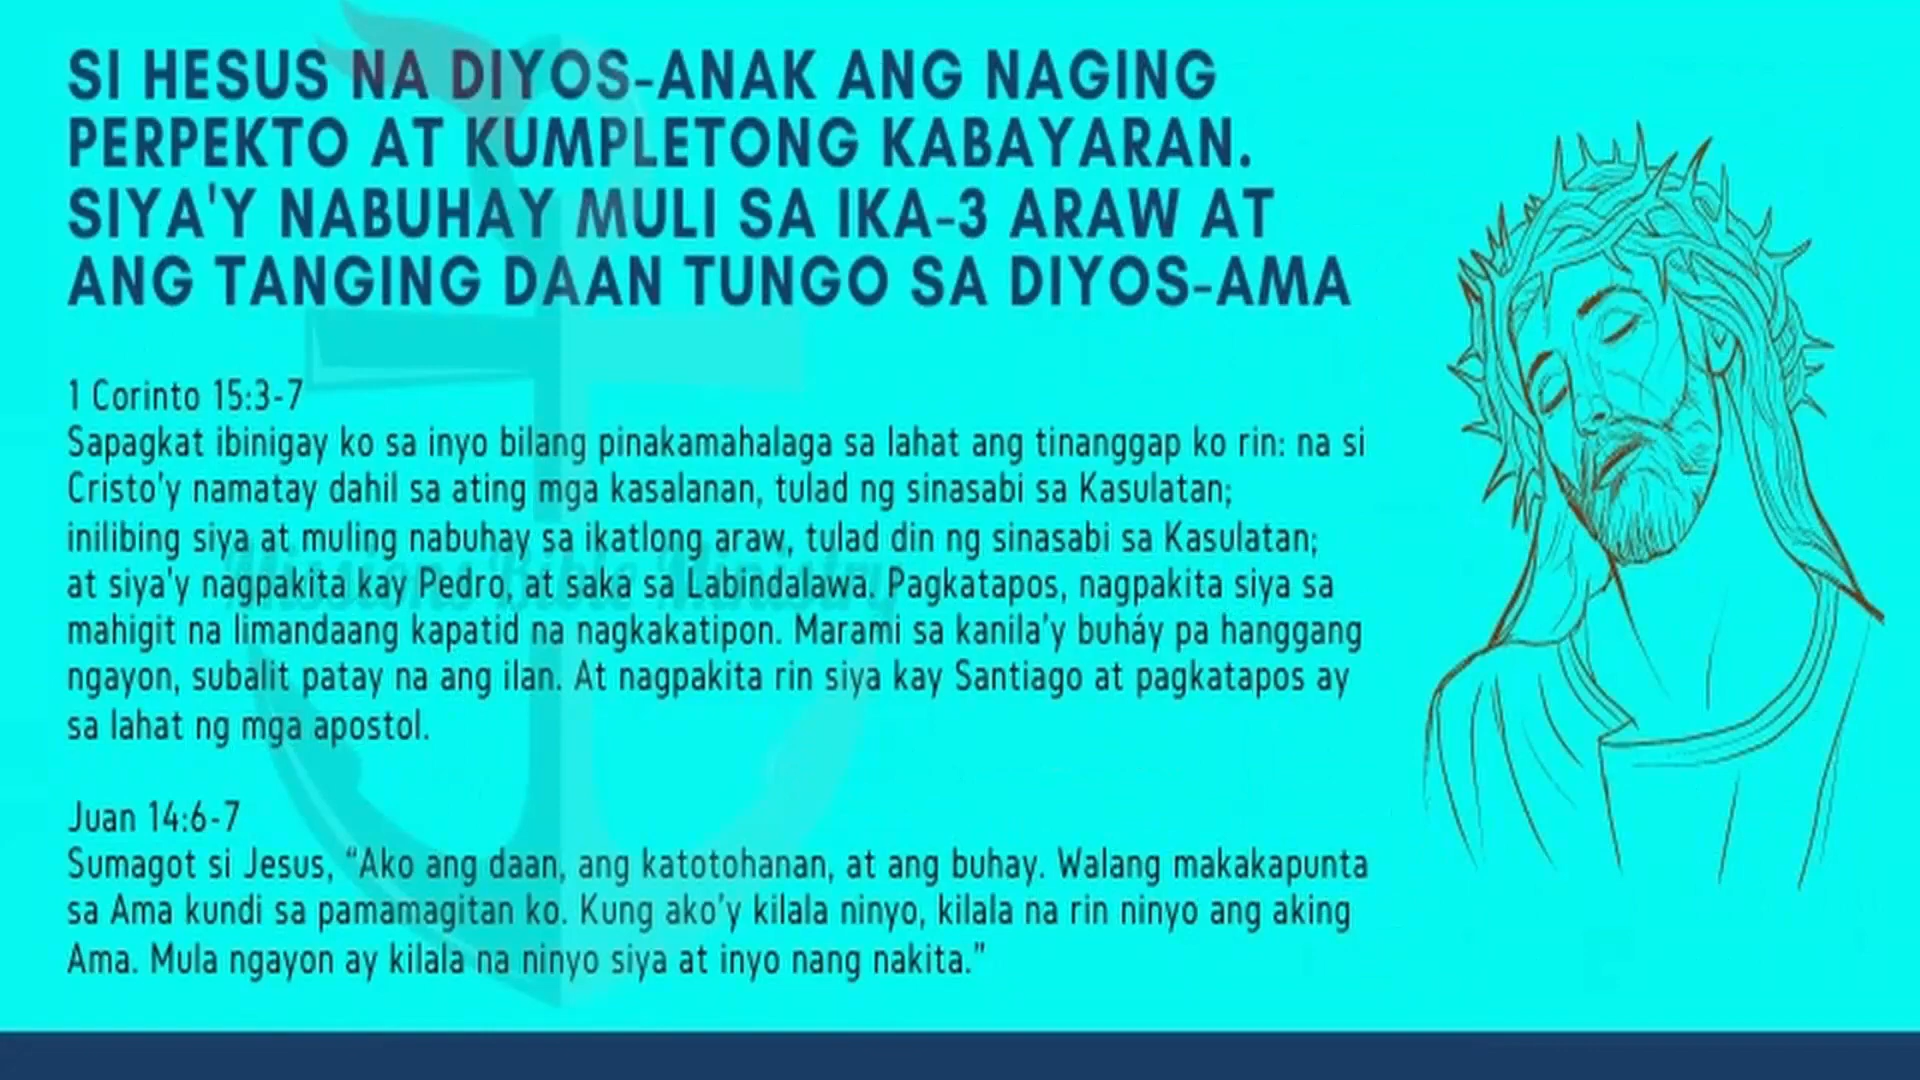 SI HESUS NA DIYOS-ANAK ANG NAGING
PERPEKTO AT KUMPLETONG KABAYARAN.
SIYA'Y NABUHAY MULI SA IKA-3 ARAW AT
ANG TANGING DAAN TUNGO SA DIYOS-AMA
1 Corinto 15:3-7
Sapagkat ibinigay ko sa inyo bilang pinakamahalaga sa lahat ang tinanggap ko rin: na si
Cristo'y namatay dahil sa ating mga kasalanan, tulad ng sinasabi sa Kasulatan;
inilibing siya at muling nabuhay sa ikatlong araw, tulad din ng sinasabi sa Kasulatan;
at siya'y nagpakita kay Pedro, at saka sa Labindalawa. Pagkatapos, nagpakita siya sa
mahigit na limandaang kapatid na nagkakatipon. Marami sa kanila'y buháy pa hanggang
ngayon, subalit patay na ang ilan. At nagpakita rin siya kay Santiago at pagkatapos ay
sa lahat ng mga apostol.
Juan 14:6-7
Sumagot si Jesus, “Ako ang daan, ang katotohanan, at ang buhay. Walang makakapunta
sa Ama kundi sa pamamagitan ko. Kung ako'y kilala ninyo, kilala na rin ninyo ang aking
Ama. Mula ngayon ay kilala na ninyo siya at inyo nang nakita.”
Missions Bible Ministry